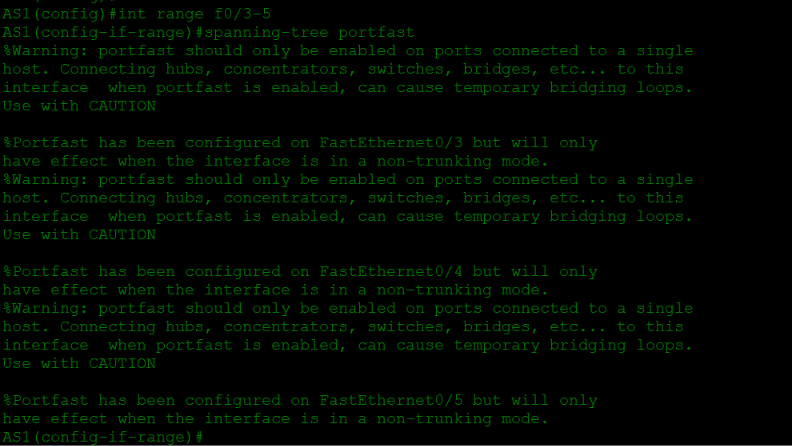 AS1(config)#int range f0/3-5
AS1(config-if-range)#spanning-tree portfast
%Warning: portfast should only be enabled on ports connected to a single
host. Connecting hubs, concentrators, switches, bridges, etc... to this
interface  when portfast is enabled, can cause temporary bridging loops.
Use with CAUTION

%Portfast has been configured on FastEthernet0/3 but will only
have effect when the interface is in a non-trunking mode.
%Warning: portfast should only be enabled on ports connected to a single
host. Connecting hubs, concentrators, switches, bridges, etc... to this
interface  when portfast is enabled, can cause temporary bridging loops.
Use with CAUTION

%Portfast has been configured on FastEthernet0/4 but will only
have effect when the interface is in a non-trunking mode.
%Warning: portfast should only be enabled on ports connected to a single
host. Connecting hubs, concentrators, switches, bridges, etc... to this
interface  when portfast is enabled, can cause temporary bridging loops.
Use with CAUTION

%Portfast has been configured on FastEthernet0/5 but will only
have effect when the interface is in a non-trunking mode.
AS1(config-if-range)#